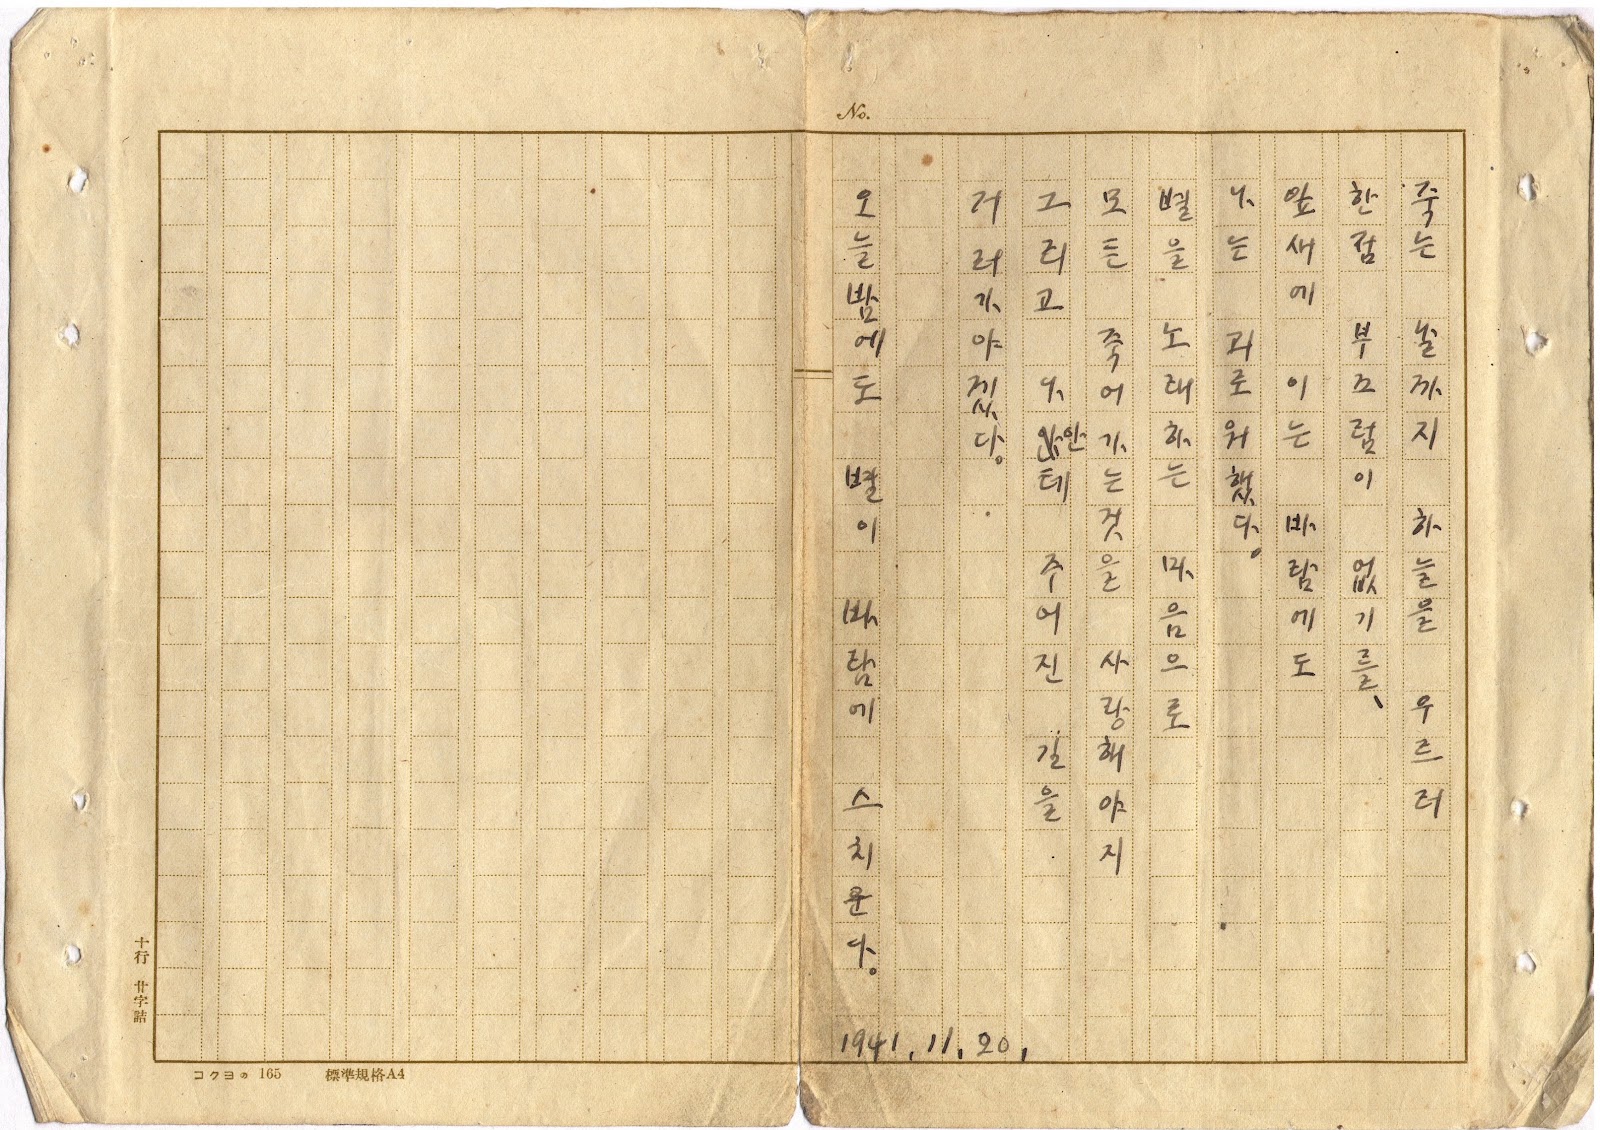 No.
죽는 날까지 하늘을 우르러
한점 부끄럼이 없기를、
잎새에 이는 바람에도
나는 괴로워했다。
별을 노래하는 마음으로
모든 죽어가는것을 사랑해야지
그리고 나안테 주어진 길을
거러가야겠다。
오늘밤에도 별이 바람에 스치운다。
1941.11.20.
十行 廿字詰
コクヨの 165 標準規格A4